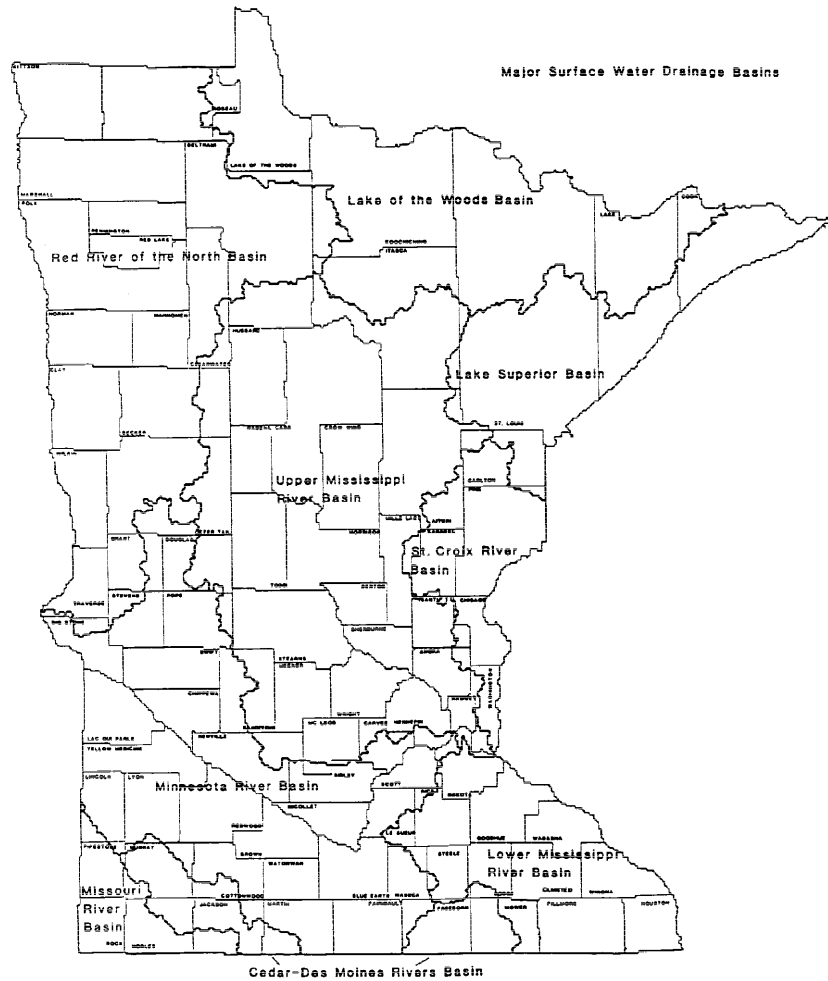 Major Surface Water Drainage Basins
KITTSON
ROSEAU
BELTRAMI
LAKE OF THE WOODS
MARSHALL
POLK
Lake of the Woods Basin
LAKE
COOK
PENNINGTON
RED LAKE
KOOCHICHING
ITASCA
Red River of the North Basin
NORMAN
MAHNOMEN
HUBBARD
CLAY
CLEARWATER
Lake Superior Basin
BECKER
WADENA CASS
CROW WING
ST. LOUIS
WILKIN
Upper Mississippi
River Basin
CARLTON
PINE
MILLE LACS
AITKIN
KANABEC
GRANT
DOUGLAS
OTTER TAIL
MORRISON
St. Croix River
Basin
TODD
BENTON
STEVENS
POPE
TRAVERSE
ISANTI
CHISAGO
BIG STONE
SHERBURNE
SWIFT
STEARNS
MEEKER
ANOKA
WASHINGTON
CHIPPEWA
RAMSEY
WRIGHT
MC LEOD
CARVER
HENNEPIN
KANDIYOHI
RENVILLE
LAC QUI PARLE
YELLOW MEDICINE
SIBLEY
LINCOLN
LYON
Minnesota River Basin
SCOTT
RICE
DAKOTA
NICOLLET
REDWOOD
LE SUEUR
GOODHUE
WABASHA
PIPESTONE
MURRAY
BROWN
WATONWAN
STEELE
Lower Mississippi
River Basin
Missouri
River
Basin
COTTONWOOD
BLUE EARTH
WASECA
DODGE
OLMSTED
WINONA
JACKSON
MARTIN
FARIBAULT
FREEBORN
MOWER
FILLMORE
HOUSTON
ROCK
NOBLES
Cedar-Des Moines Rivers Basin